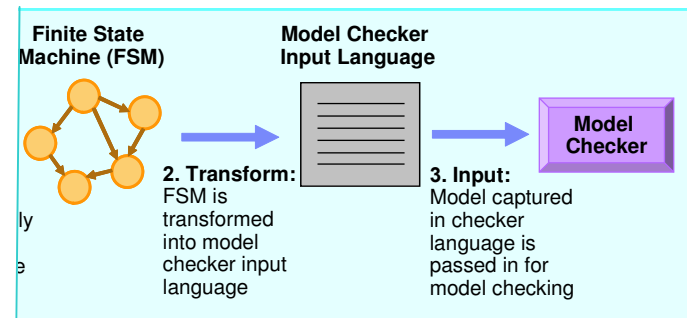 Finite State
Machine (FSM)
Model Checker
Input Language
Model
Checker
2. Transform:
FSM is
transformed
into model
checker input
language
3. Input:
Model captured
in checker
language is
passed in for
model checking
ly
e